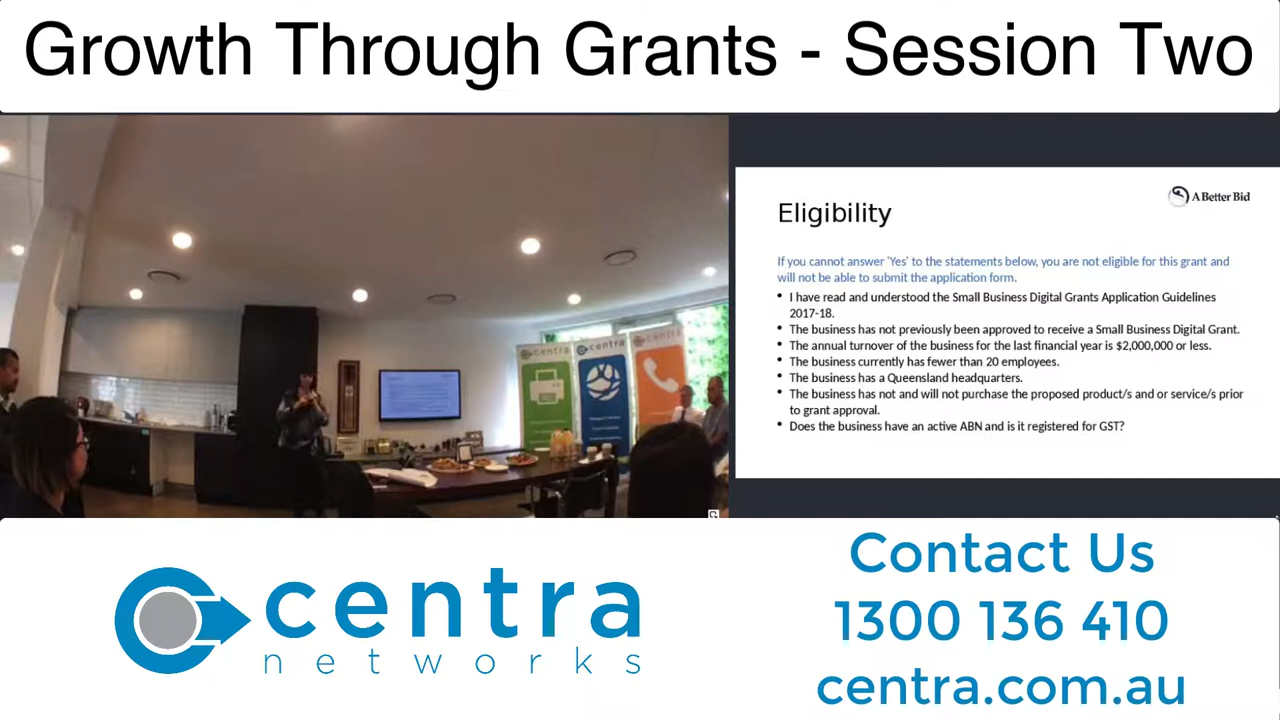 Growth Through Grants - Session Two
A Better Bid
Eligibility
If you cannot answer 'Yes' to the statements below, you are not eligible for this grant and
will not be able to submit the application form.
• I have read and understood the Small Business Digital Grants Application Guidelines
2017-18.
• The business has not previously been approved to receive a Small Business Digital Grant.
• The annual turnover of the business for the last financial year is $2,000,000 or less.
• The business currently has fewer than 20 employees.
• The business has a Queensland headquarters.
• The business has not and will not purchase the proposed product/s and or service/s prior
to grant approval.
• Does the business have an active ABN and is it registered for GST?
centra
centra
centra
centra
networks
Contact Us
1300 136 410
centra.com.au